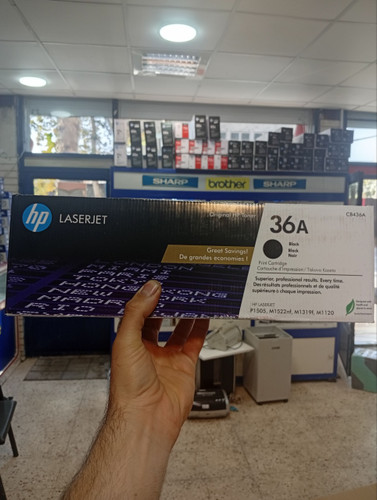 SHARP
brother
SHARP
hp
LASERJET
Great Savings!
De grandes économies !
36A
CB436A
Black
Black
Noir
Print Cartridge
Cartouche d'impression
Superior, professional results. Every time.
Des résultats professionnels et de qualité
supérieure à chaque impression.
HP LASERJET
P1505, M1522nf, M1319f, M1120